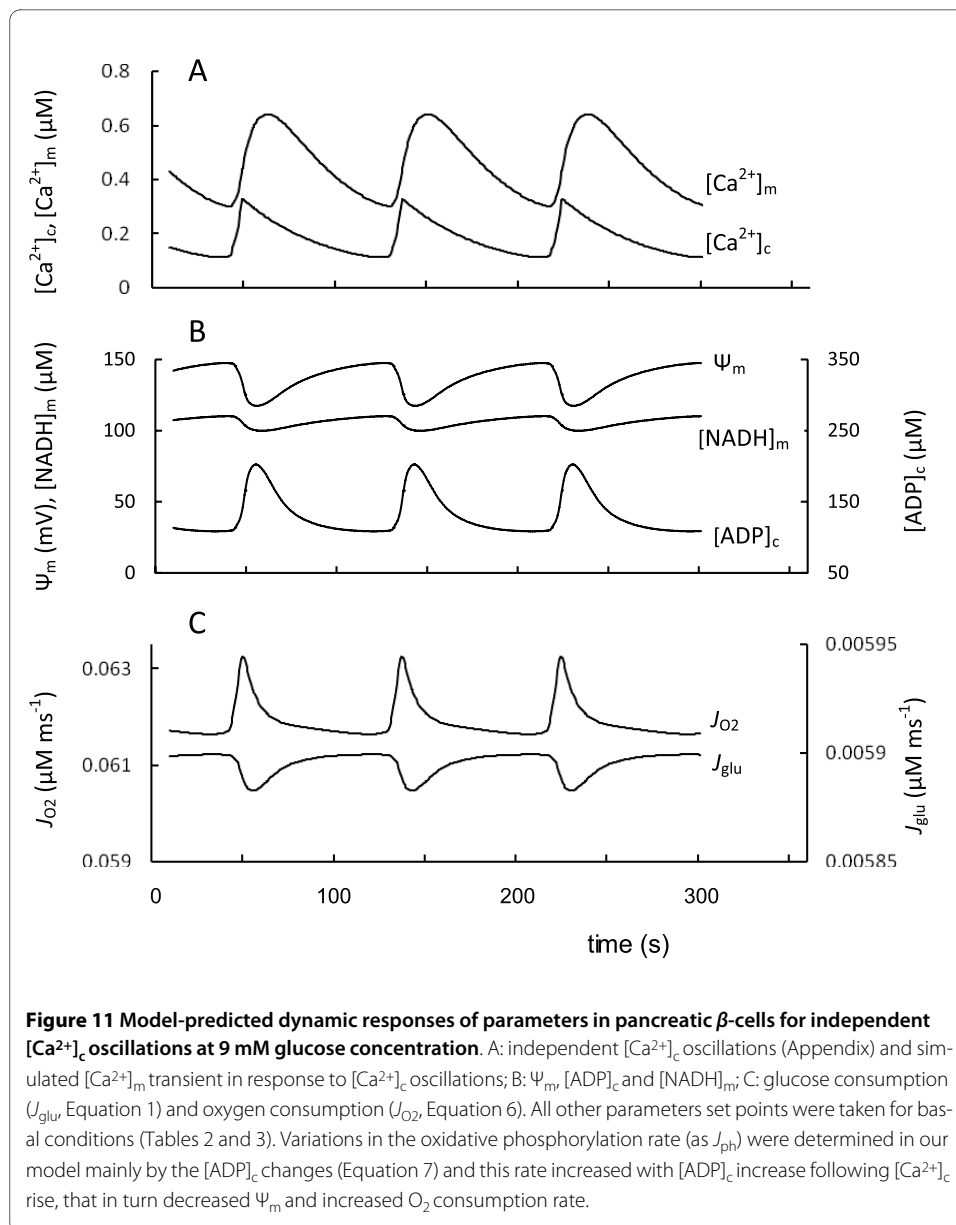 A
0.8
0.6
0.4
0.2
0
[Ca²⁺]c, [Ca²⁺]m (μM)
[Ca²⁺]m
[Ca²⁺]c
B
150
100
50
0
Ψm (mV), [NADH]m (μM)
350
250
150
50
[ADP]c (μM)
Ψm
[NADH]m
[ADP]c
C
0.063
0.061
0.059
JO2 (μM ms⁻¹)
0.00595
0.0059
0.00585
Jglu (μM ms⁻¹)
JO2
Jglu
0 100 200 300
time (s)
Figure 11 Model-predicted dynamic responses of parameters in pancreatic β-cells for independent
[Ca²⁺]c oscillations at 9 mM glucose concentration. A: independent [Ca²⁺]c oscillations (Appendix) and sim-
ulated [Ca²⁺]m transient in response to [Ca²⁺]c oscillations; B: Ψm, [ADP]c and [NADH]m; C: glucose consumption
(Jglu, Equation 1) and oxygen consumption (JO2, Equation 6). All other parameters set points were taken for bas-
al conditions (Tables 2 and 3). Variations in the oxidative phosphorylation rate (as Jph) were determined in our
model mainly by the [ADP]c changes (Equation 7) and this rate increased with [ADP]c increase following [Ca²⁺]c
rise, that in turn decreased Ψm and increased O2 consumption rate.